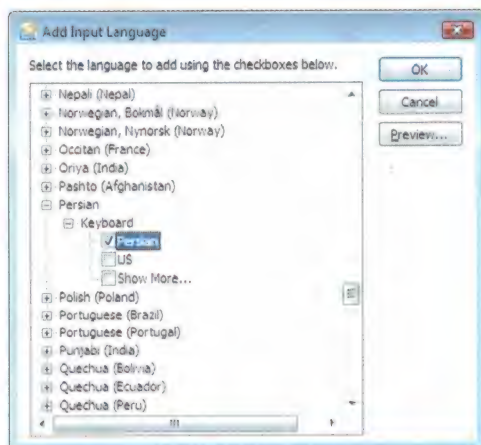 Add Input Language
Select the language to add using the checkboxes below.
OK
Cancel
Preview...
Nepali (Nepal)
Norwegian, Bokmål (Norway)
Norwegian, Nynorsk (Norway)
Occitan (France)
Oriya (India)
Pashto (Afghanistan)
Persian
Keyboard
Persian
US
Show More...
Polish (Poland)
Portuguese (Brazil)
Portuguese (Portugal)
Punjabi (India)
Quechua (Bolivia)
Quechua (Ecuador)
Quechua (Peru)